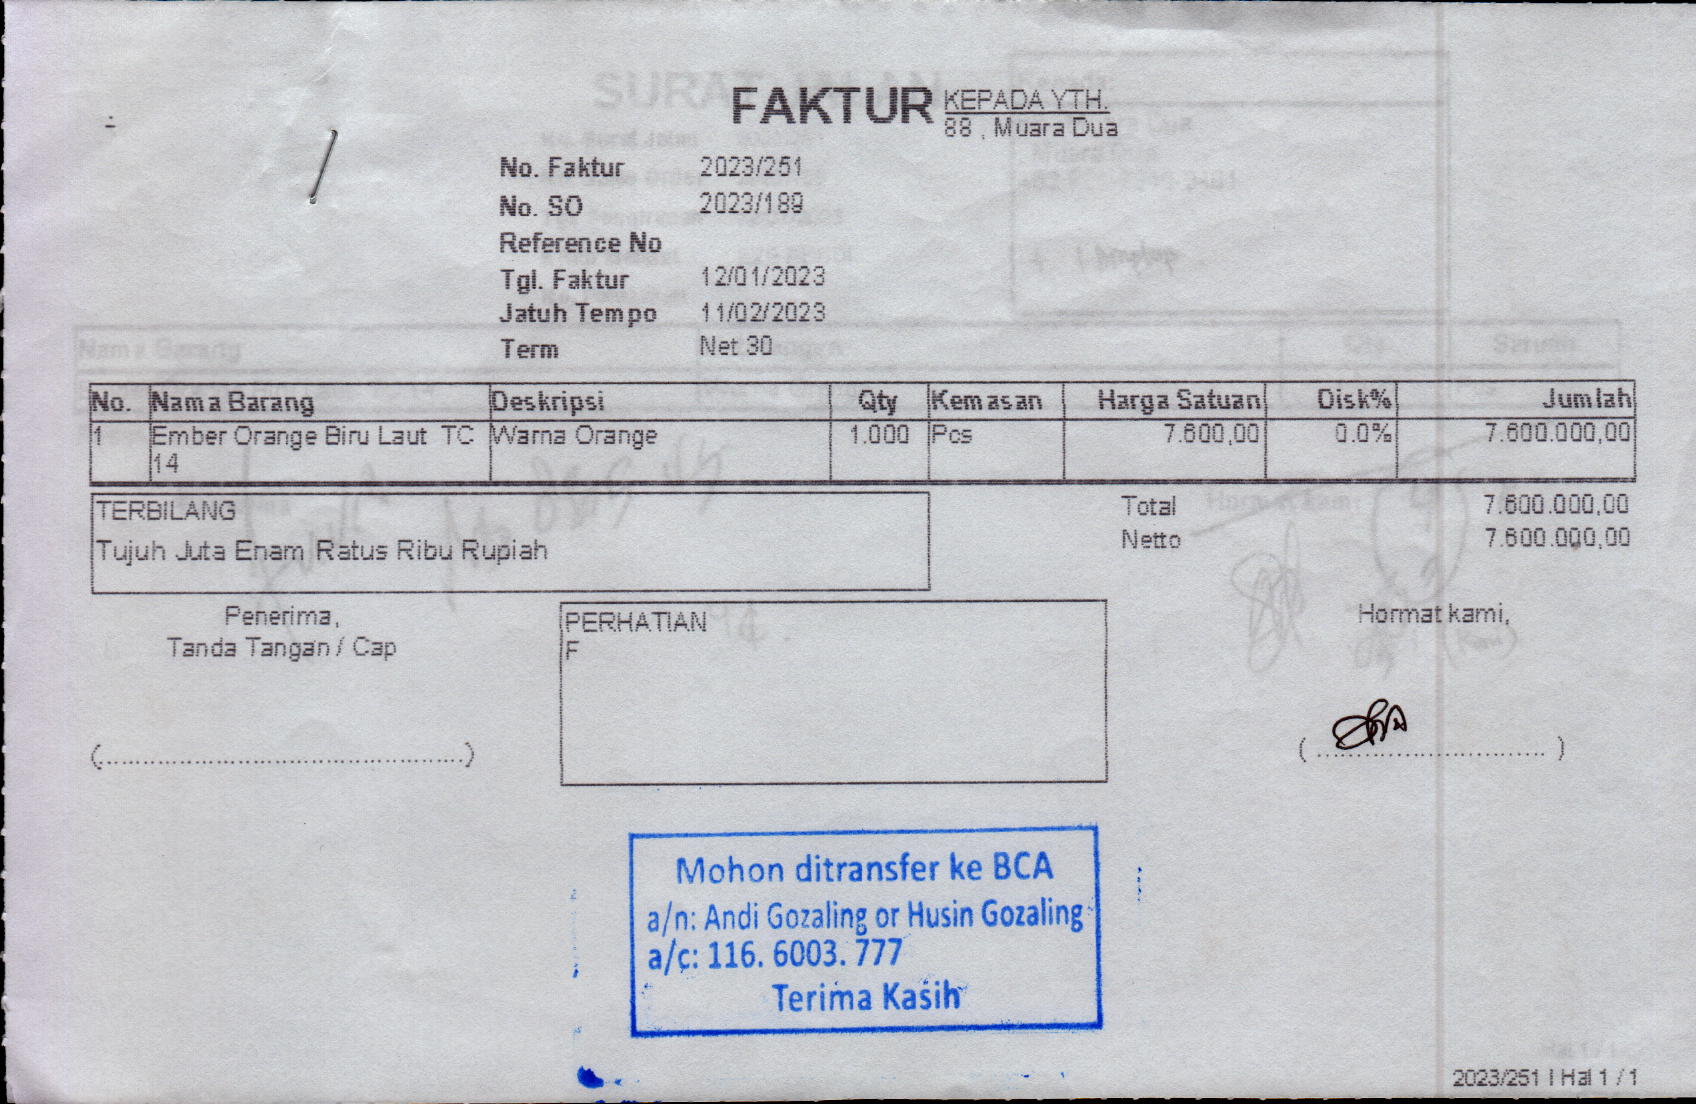 FAKTUR
KEPADA YTH.
88 , Muara Dua
No. Faktur 2023/251
No. SO 2023/189
Reference No
Tgl. Faktur 12/01/2023
Jatuh Tempo 11/02/2023
Term Net 30
No. Nama Barang Deskripsi Qty Kemasan Harga Satuan Disk% Jumlah
1 Ember Orange Biru Laut TC Warna Orange 1.000 Pcs 7.600,00 0.0% 7.600.000,00
14
TERBILANG
Tujuh Juta Enam Ratus Ribu Rupiah
Total 7.600.000,00
Netto 7.600.000,00
Penerima,
Tanda Tangan / Cap
PERHATIAN
F
Hormat kami,
Mohon ditransfer ke BCA
a/n: Andi Gozaling or Husin Gozaling
a/c: 116. 6003. 777
Terima Kasih
2023/251 | Hal 1 / 1